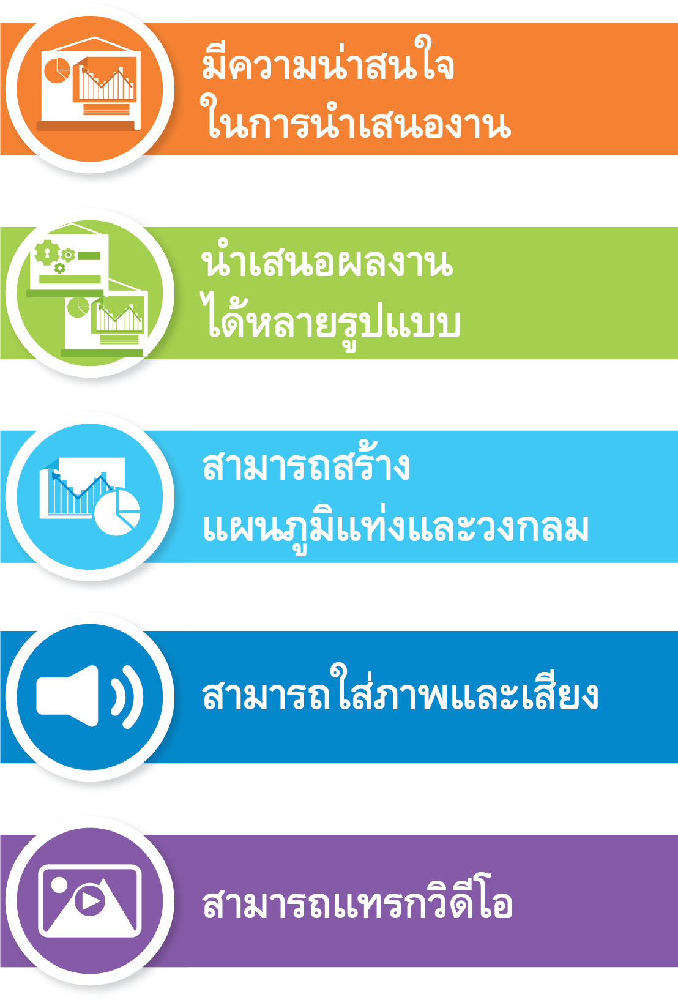 มีความน่าสนใจ
ในการนำเสนองาน
นำเสนอผลงาน
ได้หลายรูปแบบ
สามารถสร้าง
แผนภูมิแท่งและวงกลม
สามารถใส่ภาพและเสียง
สามารถแทรกวิดีโอ